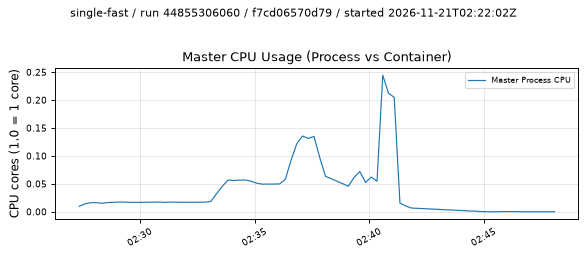 single-fast / run 44855306060 / f7cd06570d79 / started 2026-11-21T02:22:02Z
Master CPU Usage (Process vs Container)
Master Process CPU
CPU cores (1.0 = 1 core)
0.25
0.20
0.15
0.10
0.05
0.00
02:30
02:35
02:40
02:45